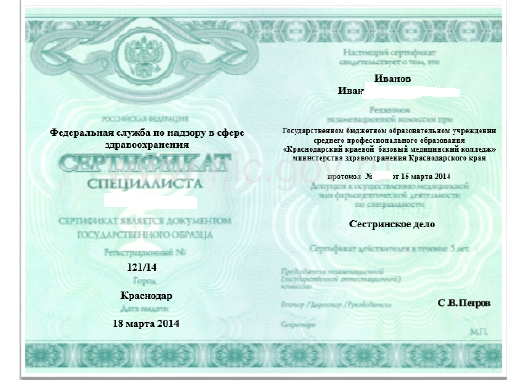 РОССИЙСКАЯ ФЕДЕРАЦИЯ
Федеральная служба по надзору в сфере
здравоохранения
СЕРТИФИКАТ
СПЕЦИАЛИСТА
СЕРТИФИКАТ ЯВЛЯЕТСЯ ДОКУМЕНТОМ
ГОСУДАРСТВЕННОГО ОБРАЗЦА
Регистрационный №
121/14
Город
Краснодар
Дата выдачи
18 марта 2014
Настоящий сертификат
свидетельствует о том, что
Иванов
Иван
Решением
экзаменационной комиссии при
Государственном бюджетном образовательном учреждении
среднего профессионального образования
«Краснодарский краевой базовый медицинский колледж»
министерства здравоохранения Краснодарского края
протокол № от 18 марта 2014
Допущен к осуществлению медицинской
или фармацевтической деятельности
по специальности
Сестринское дело
Сертификат действителен в течение 5 лет.
Председатель экзаменационной
(государственной аттестационной)
комиссии
Ректор /Директор /Руководитель
С.В.Петров
Секретарь
М.П.